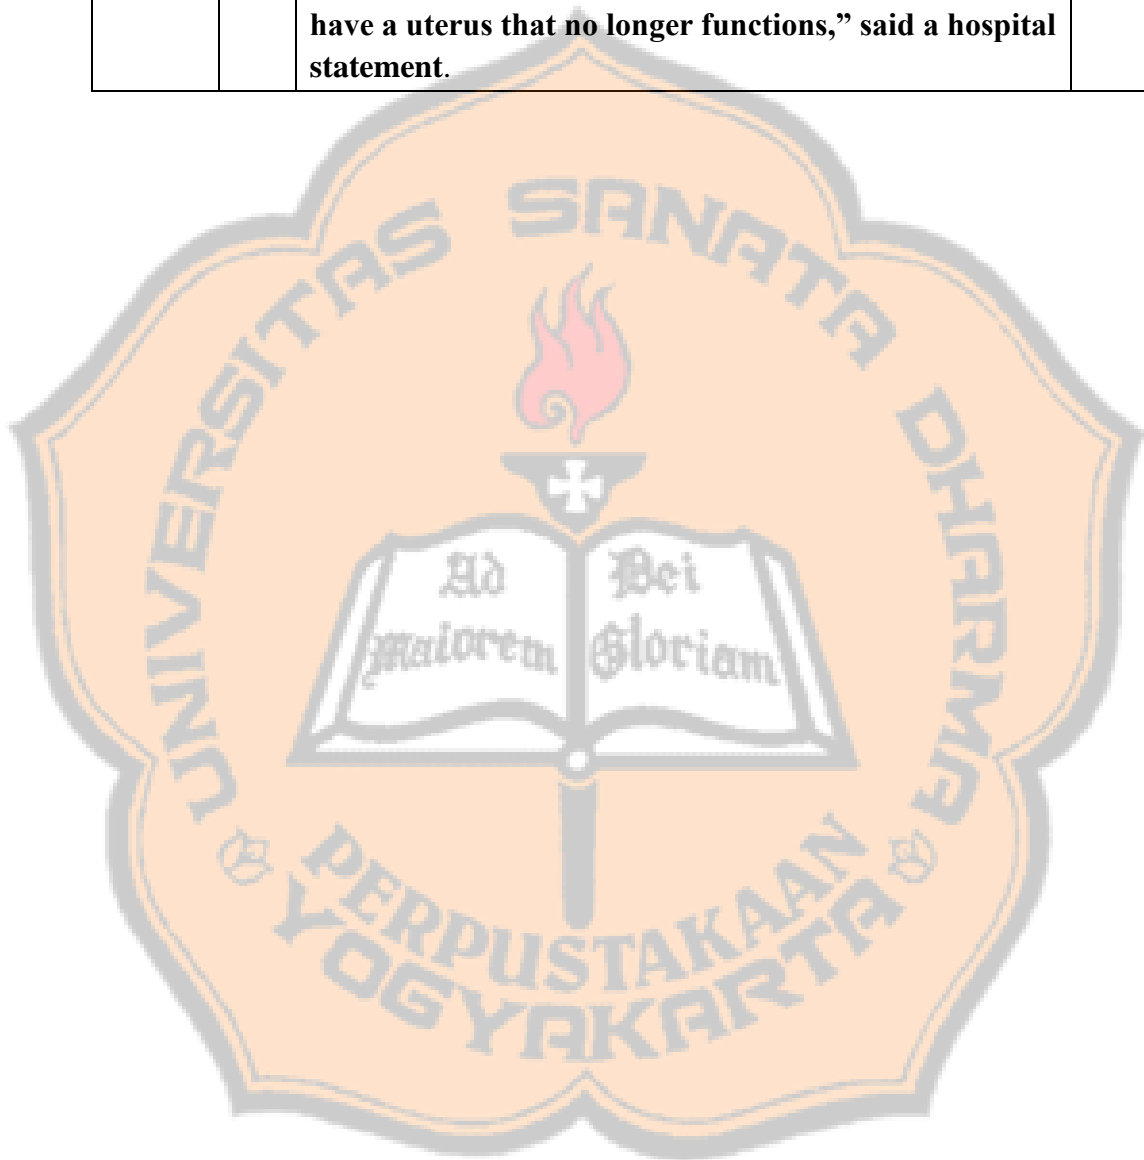 have a uterus that no longer functions,” said a hospital
statement.
UNIVERSITAS SANATA DHARMA
Ad
Maiorem
Dei
Gloriam
PERPUSTAKAAN
YOGYAKARTA